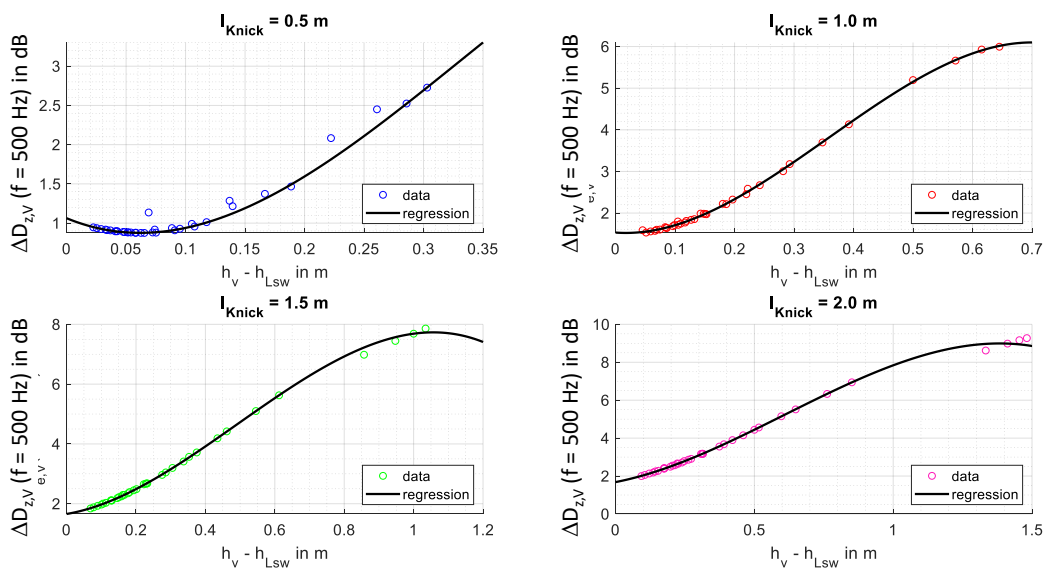 I_Knick = 0.5 m
ΔD_z,V (f = 500 Hz) in dB
3
2.5
2
1.5
1
0 0.05 0.1 0.15 0.2 0.25 0.3 0.35
h_v - h_Lsw in m
data
regression
I_Knick = 1.0 m
ΔD_z,V (f = 500 Hz) in dB
e,v
6
5
4
3
2
0 0.1 0.2 0.3 0.4 0.5 0.6 0.7
h_v - h_Lsw in m
data
regression
I_Knick = 1.5 m
ΔD_z,V (f = 500 Hz) in dB
e,v
8
6
4
2
0 0.2 0.4 0.6 0.8 1 1.2
h_v - h_Lsw in m
data
regression
I_Knick = 2.0 m
ΔD_z,V (f = 500 Hz) in dB
10
8
6
4
2
0
0 0.5 1 1.5
h_v - h_Lsw in m
data
regression